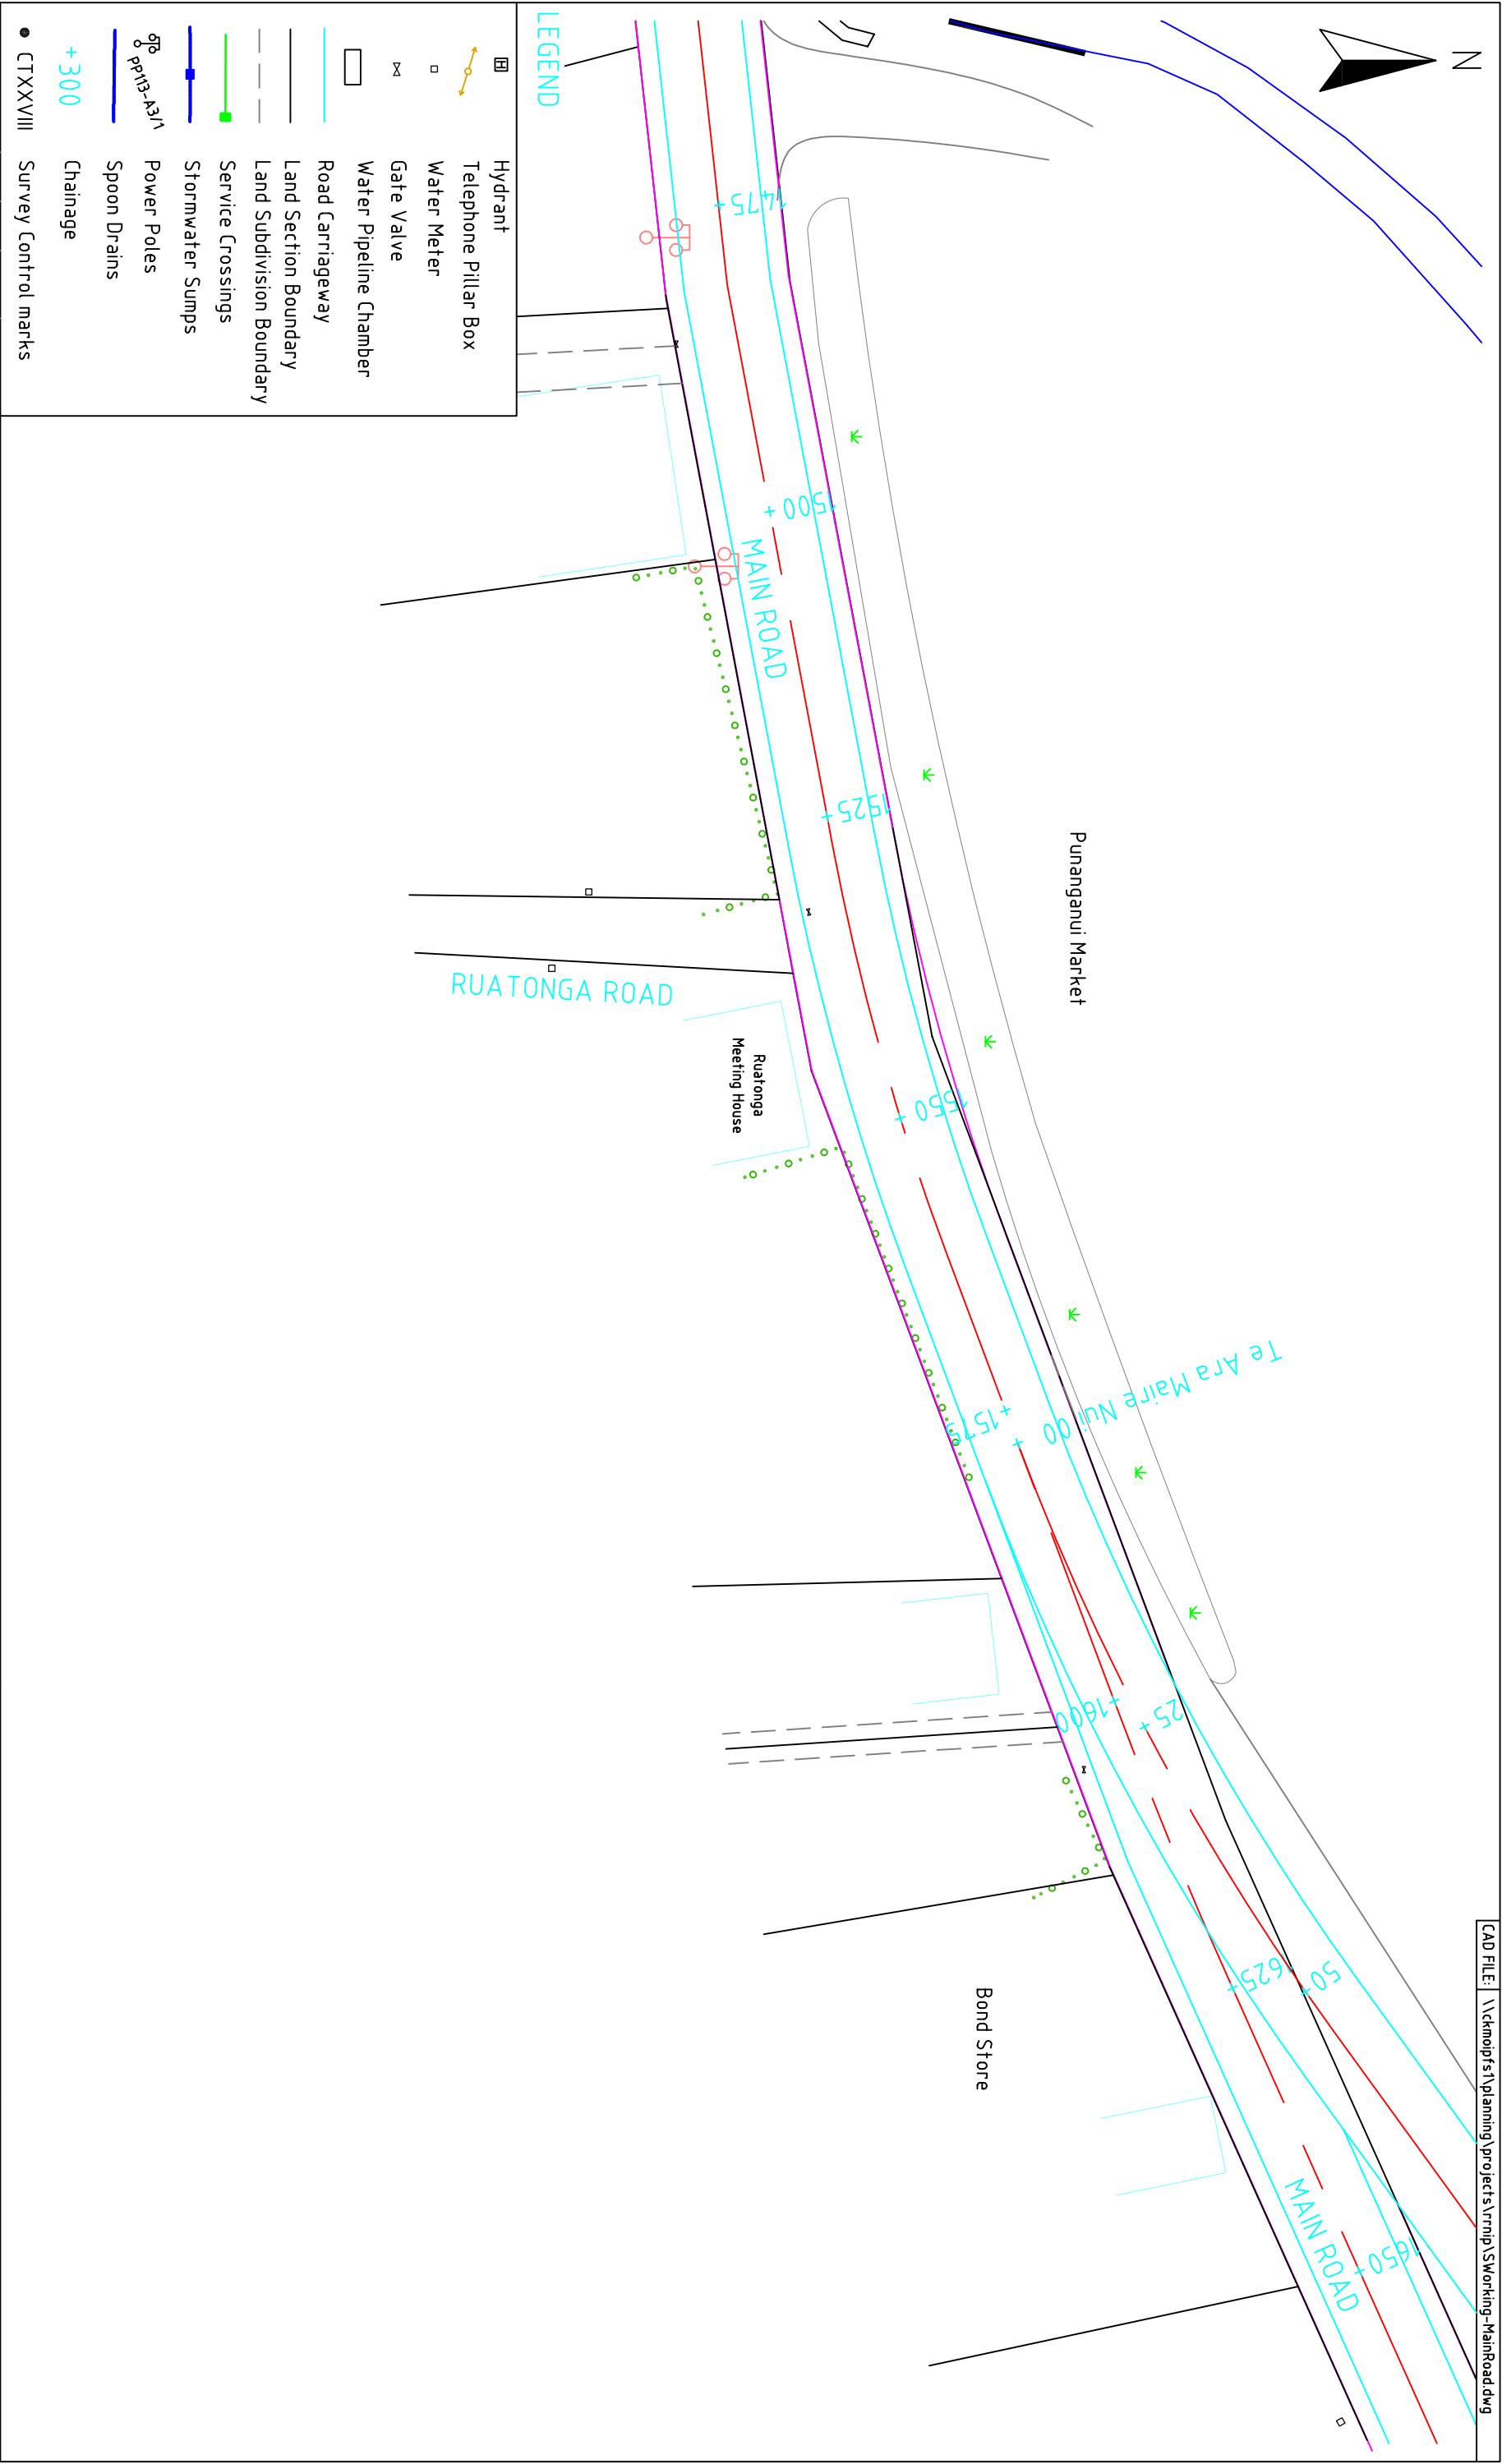 N
CAD FILE: \\ckmoipfs1\planning\projects\rrnip\SWorking-MainRoad.dwg
Punanganui Market
1475+
1500+
1525+
1550+
+1575
+1600
1625+
1650+
00+
25+
50+
Te Ara Maire Nui
MAIN ROAD
MAIN ROAD
RUATONGA ROAD
Ruatonga
Meeting House
Bond Store
LEGEND
H Hydrant
Telephone Pillar Box
Water Meter
Gate Valve
Water Pipeline Chamber
Road Carriageway
Land Section Boundary
Land Subdivision Boundary
Service Crossings
Stormwater Sumps
PP113-A3/1 Power Poles
Spoon Drains
+300 Chainage
CTXXVIII Survey Control marks